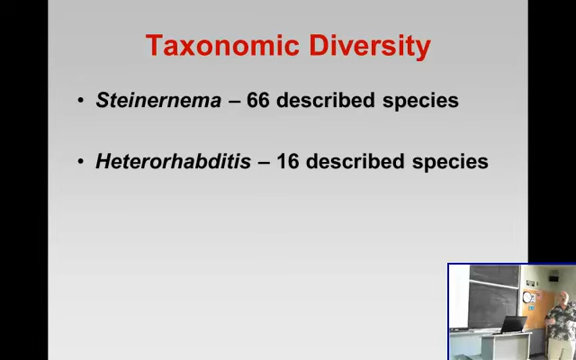 Taxonomic Diversity
• Steinernema – 66 described species
• Heterorhabditis – 16 described species